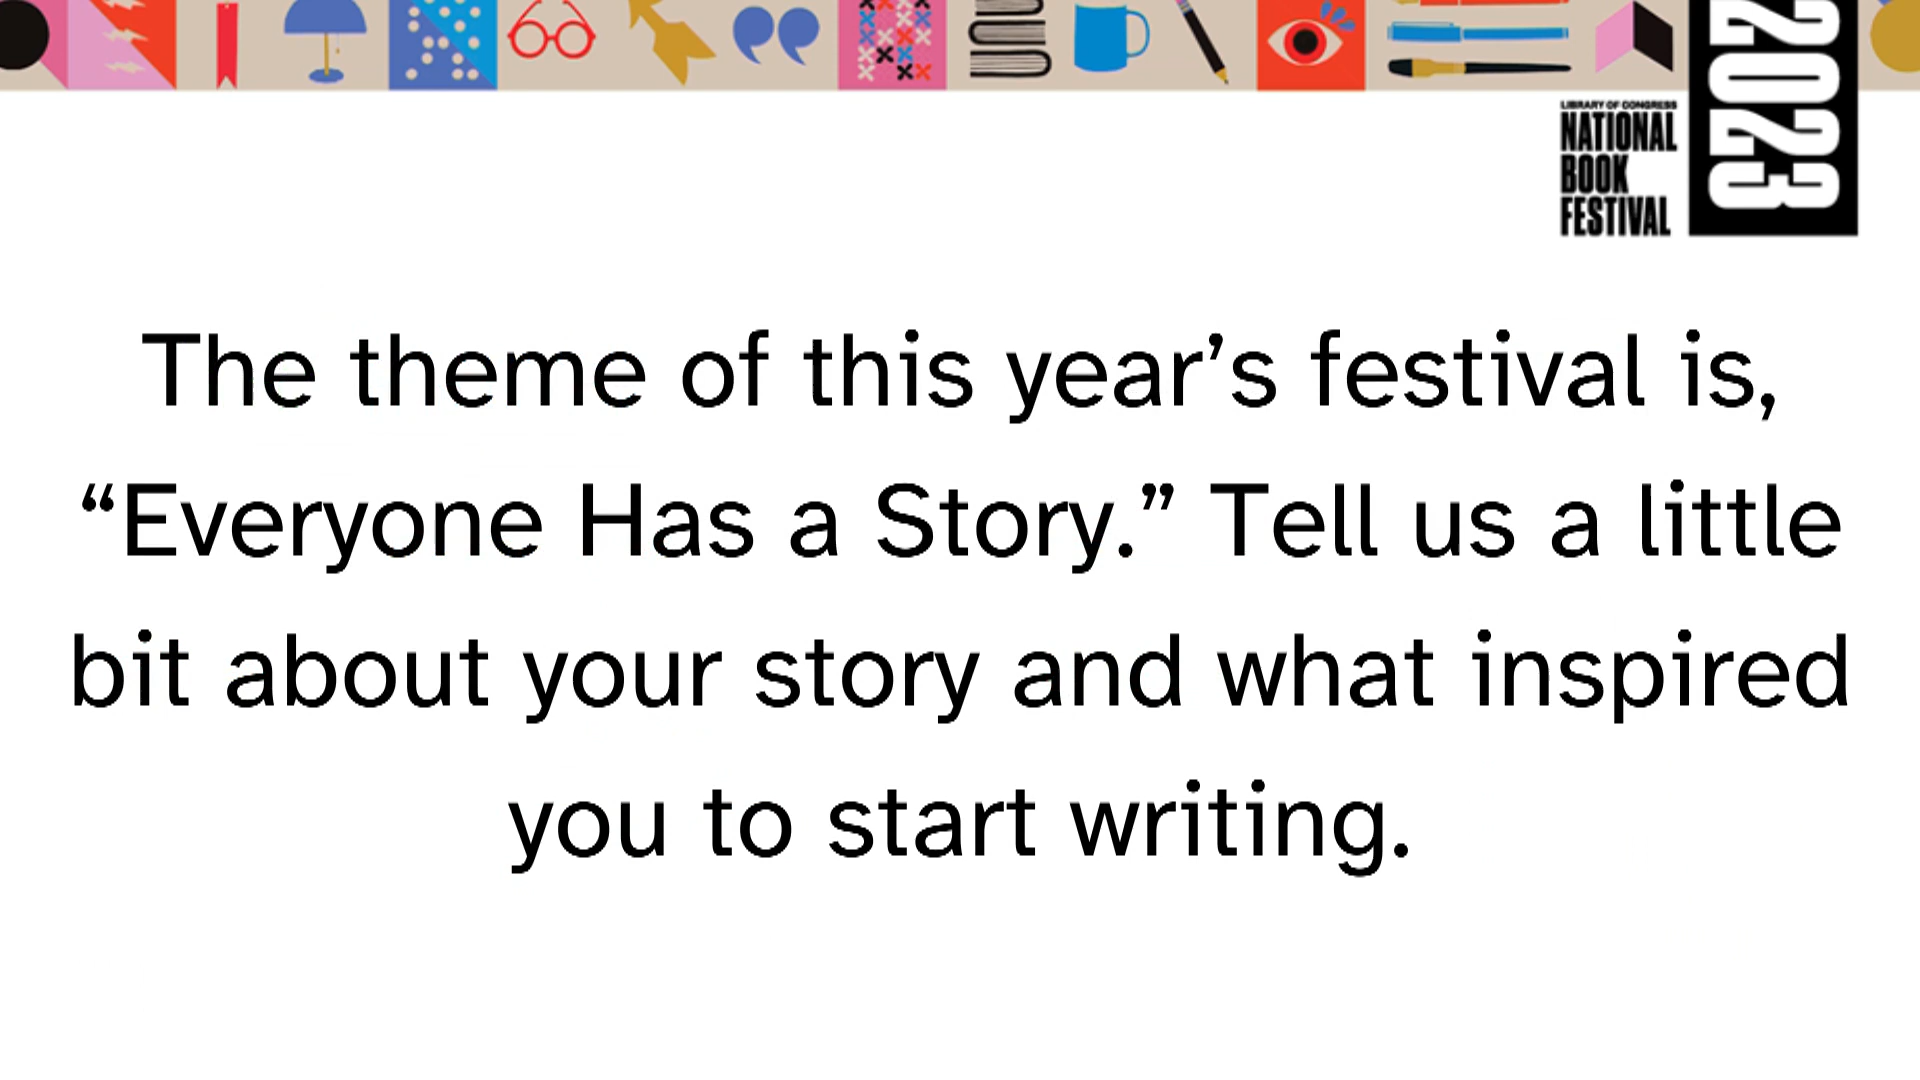 2023
LIBRARY OF CONGRESS
NATIONAL
BOOK
FESTIVAL
The theme of this year’s festival is,
“Everyone Has a Story.” Tell us a little
bit about your story and what inspired
you to start writing.